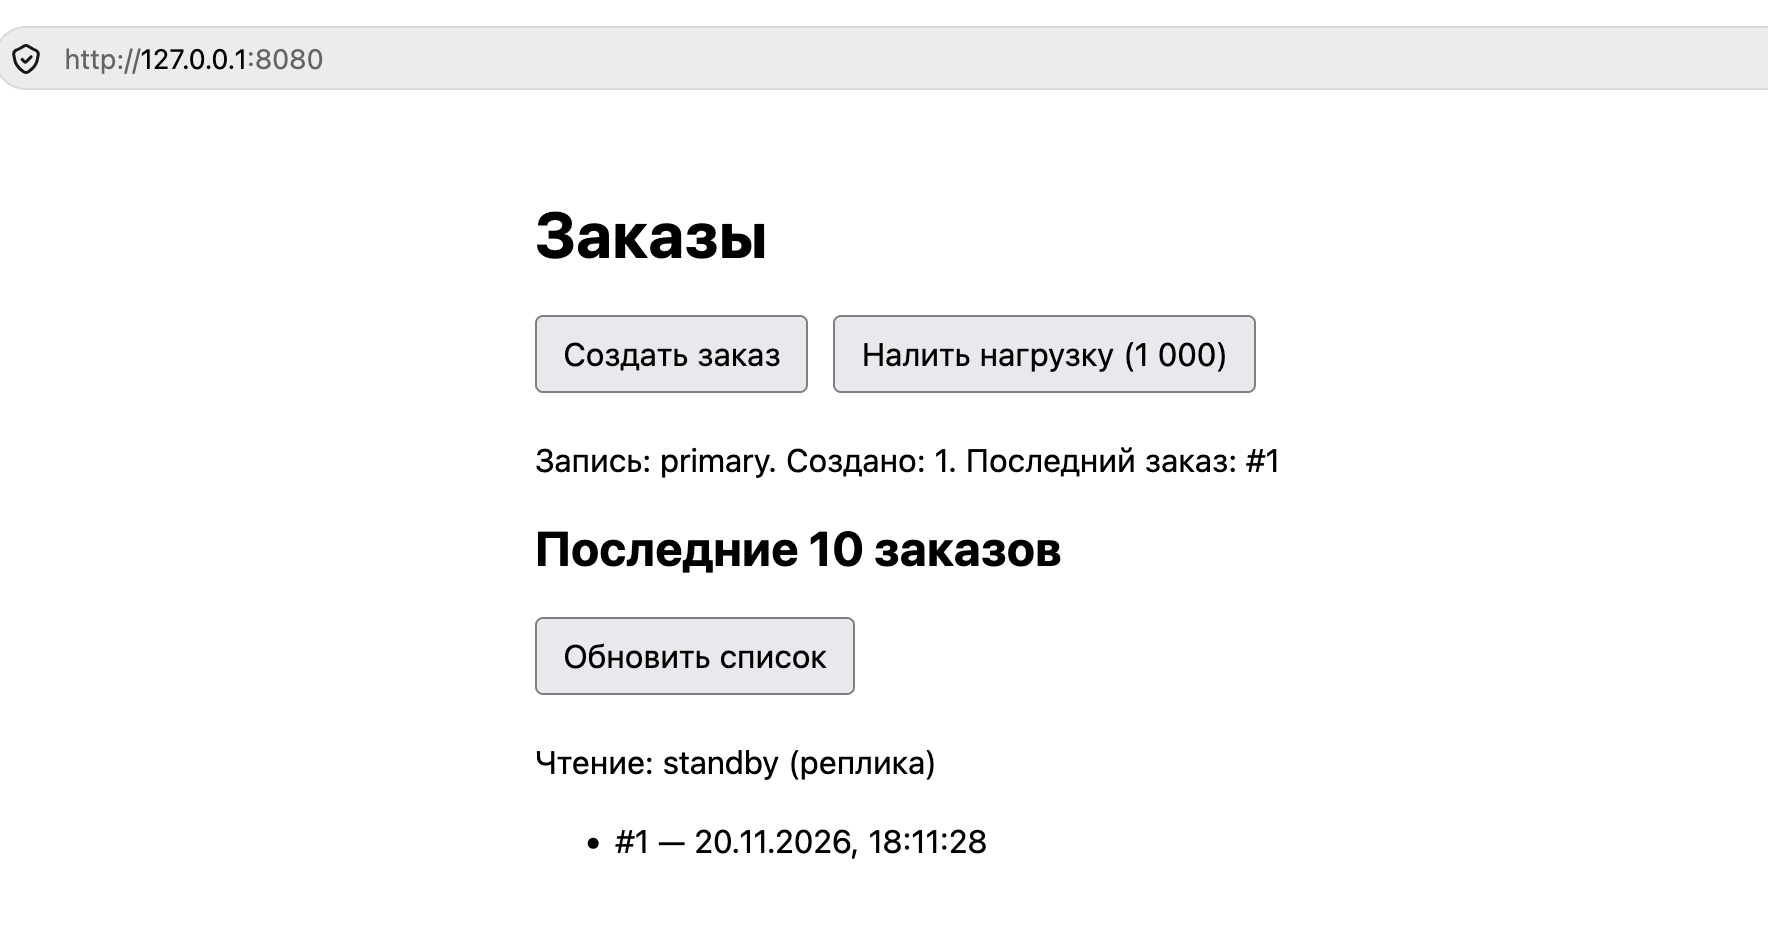 http://127.0.0.1:8080
Заказы
Создать заказ Налить нагрузку (1 000)
Запись: primary. Создано: 1. Последний заказ: #1
Последние 10 заказов
Обновить список
Чтение: standby (реплика)
• #1 — 20.11.2026, 18:11:28